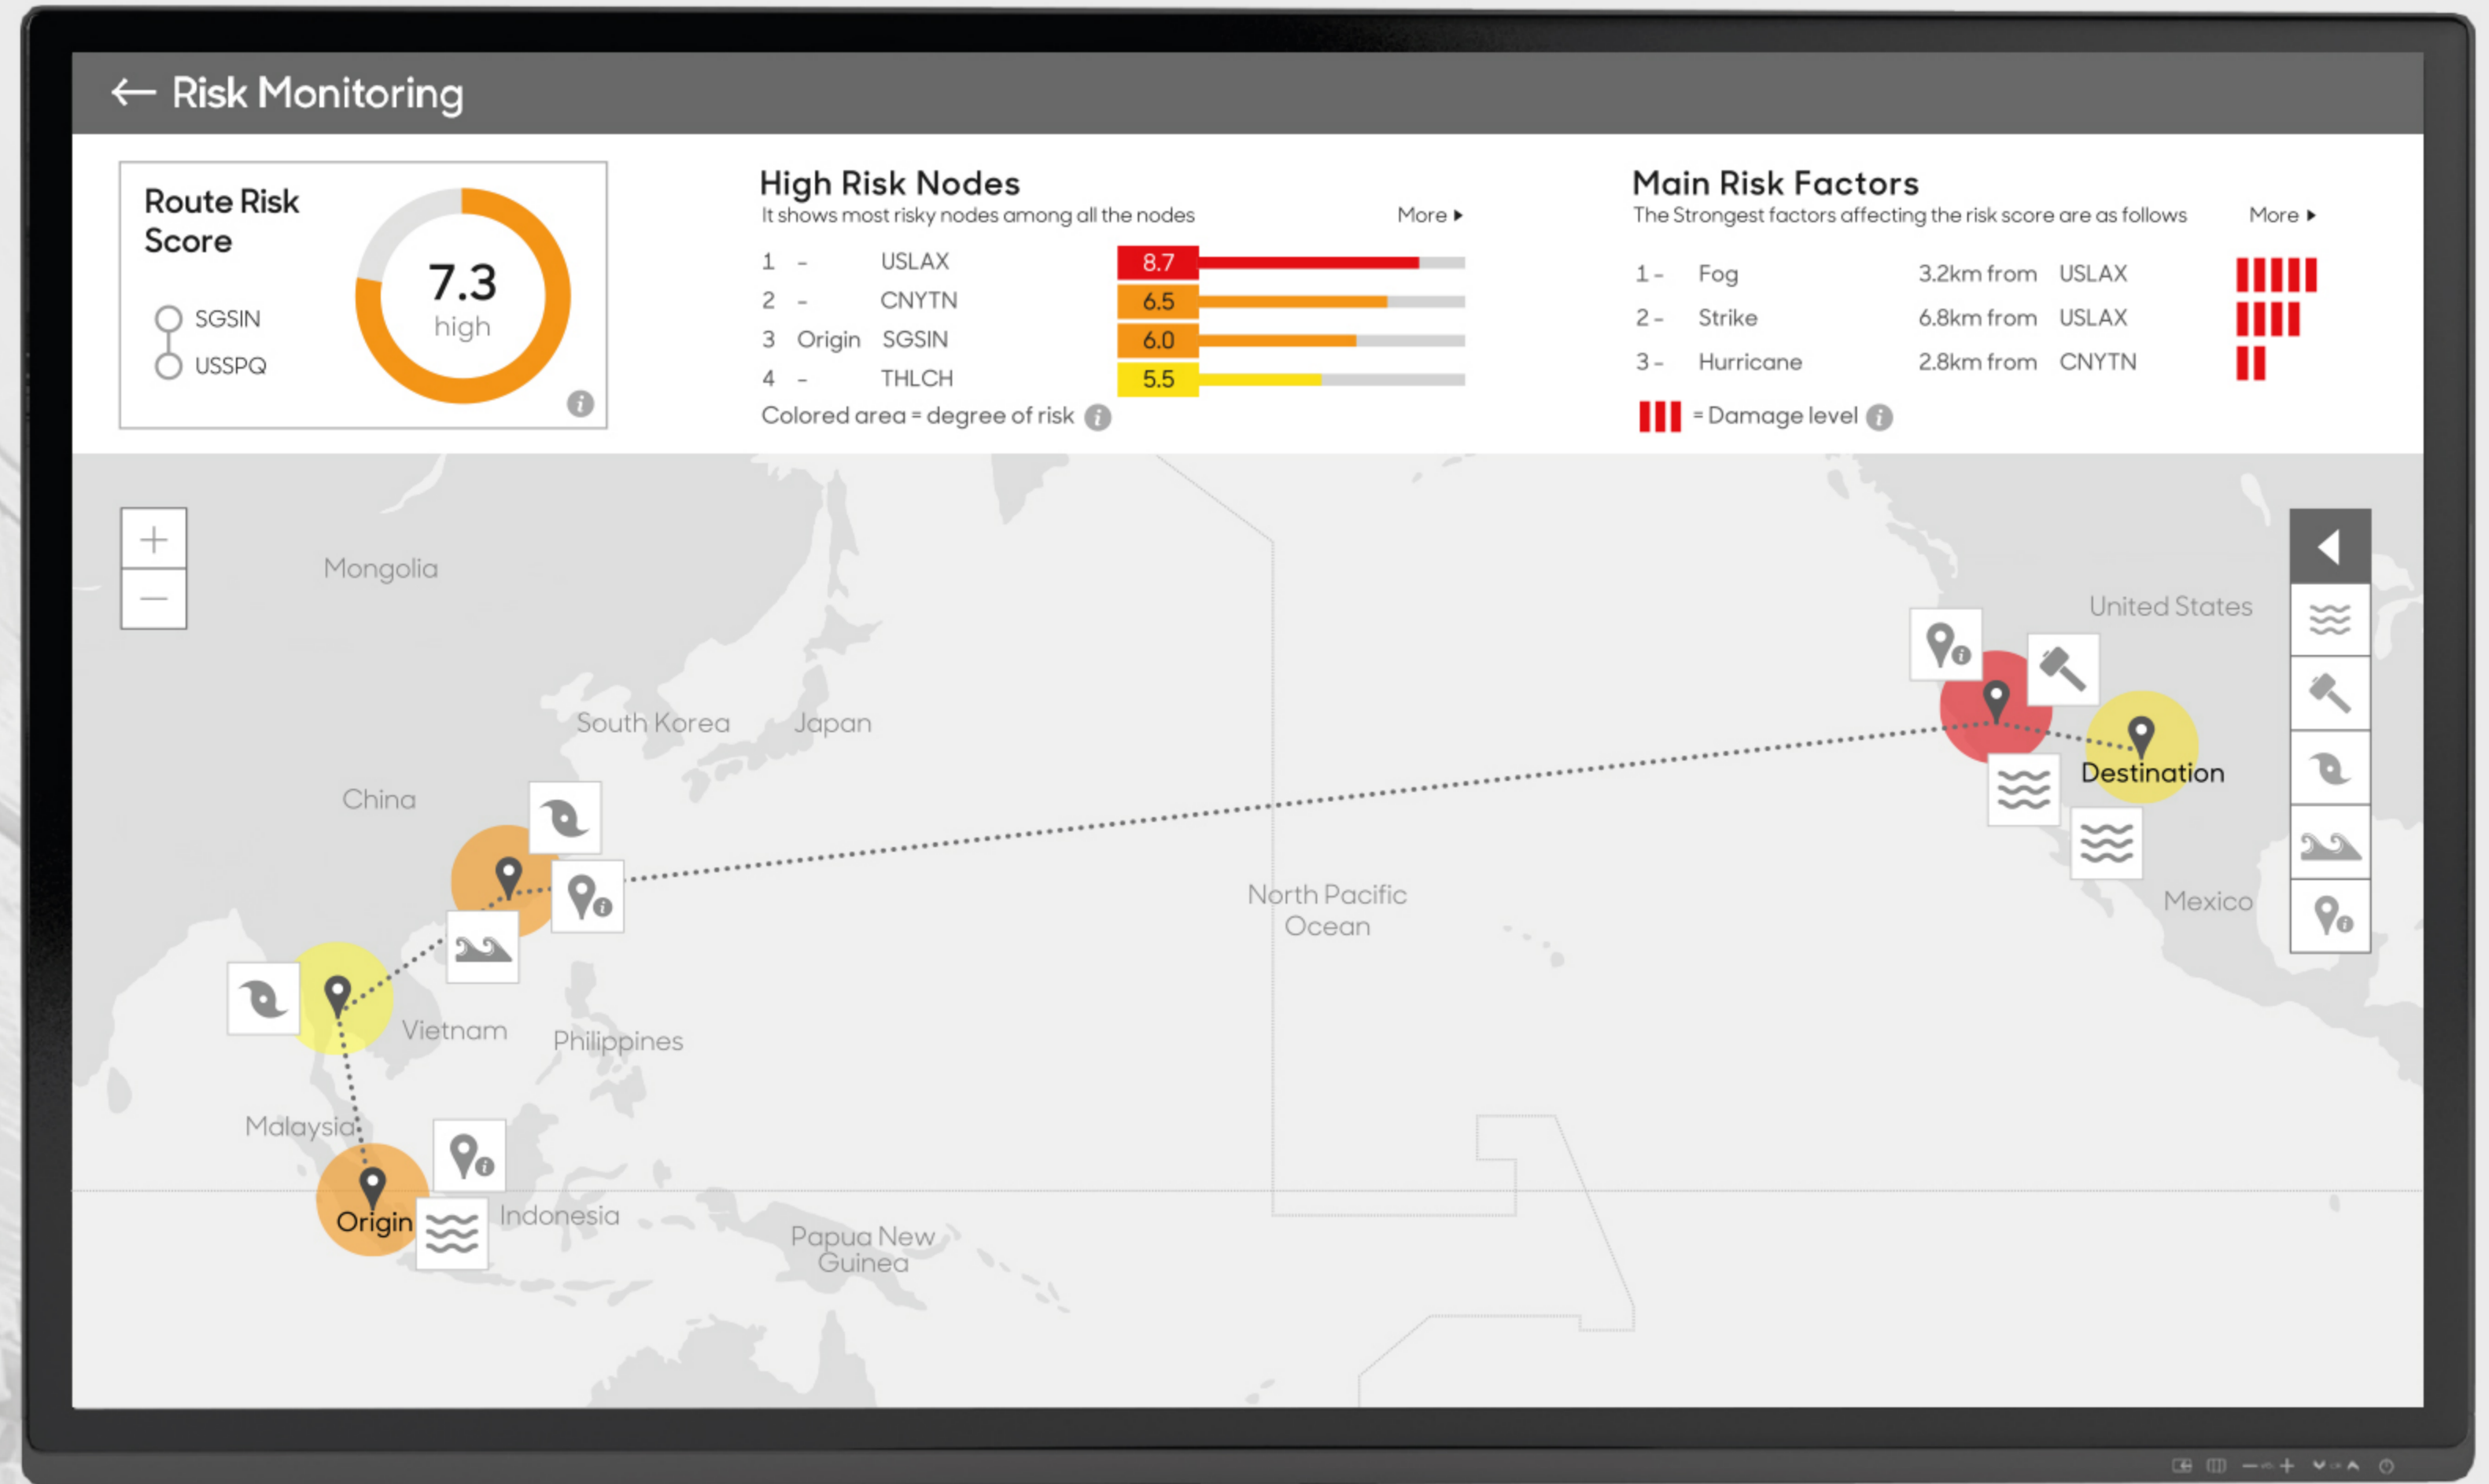 ← Risk Monitoring
Route Risk
Score
SGSIN
USSPQ
7.3
high
High Risk Nodes
It shows most risky nodes among all the nodes
More ▶
1 - USLAX 8.7
2 - CNYTN 6.5
3 Origin SGSIN 6.0
4 - THLCH 5.5
Colored area = degree of risk i
Main Risk Factors
The Strongest factors affecting the risk score are as follows
More ▶
1 - Fog 3.2km from USLAX
2 - Strike 6.8km from USLAX
3 - Hurricane 2.8km from CNYTN
= Damage level i
Mongolia
United States
South Korea
Japan
Destination
China
North Pacific
Ocean
Mexico
Vietnam
Philippines
Malaysia
Origin
Indonesia
Papua New
Guinea